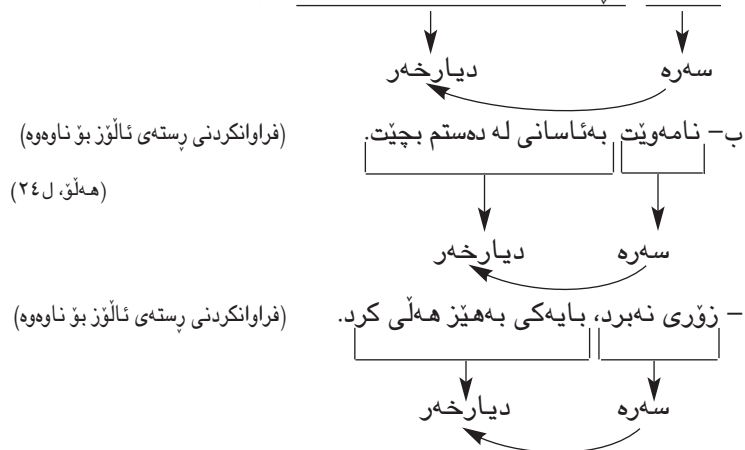 سەرە دیارخەر
ب– نامەوێت بەئاسانی لە دەستم بچێت. (فراوانکردنی ڕستەی ئاڵۆز بۆ ناوەوە)
(هەڵۆ، ل٢٤)
سەرە دیارخەر
– زۆری نەبرد، بایەکی بەهێز هەڵی کرد. (فراوانکردنی ڕستەی ئاڵۆز بۆ ناوەوە)
سەرە دیارخەر